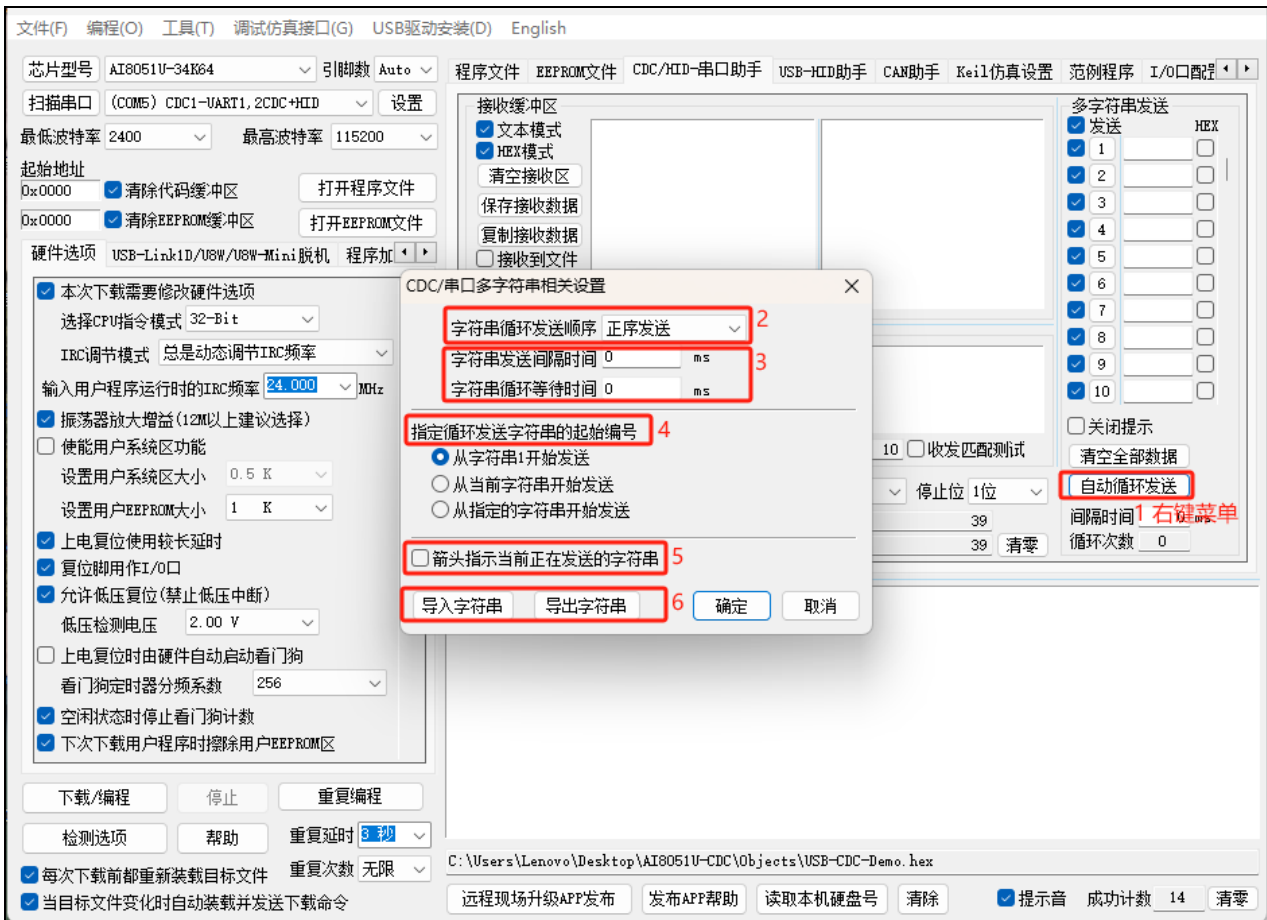 文件(F) 编程(O) 工具(T) 调试仿真接口(G) USB驱动安装(D) English
芯片型号 AI8051U-34K64 引脚数 Auto
扫描串口 (COM5) CDC1-UART1,2CDC+HID 设置
最低波特率 2400 最高波特率 115200
起始地址
0x0000 清除代码缓冲区 打开程序文件
0x0000 清除EEPROM缓冲区 打开EEPROM文件
硬件选项 USB-Link1D/U8W/U8W-Mini脱机 程序加
本次下载需要修改硬件选项
选择CPU指令模式 32-Bit
IRC调节模式 总是动态调节IRC频率
输入用户程序运行时的IRC频率 24.000 MHz
振荡器放大增益(12M以上建议选择)
使能用户系统区功能
设置用户系统区大小 0.5 K
设置用户EEPROM大小 1 K
上电复位使用较长延时
复位脚用作I/O口
允许低压复位(禁止低压中断)
低压检测电压 2.00 V
上电复位时由硬件自动启动看门狗
看门狗定时器分频系数 256
空闲状态时停止看门狗计数
下次下载用户程序时擦除用户EEPROM区
下载/编程 停止 重复编程
检测选项 帮助 重复延时 3 秒
每次下载前都重新装载目标文件 重复次数 无限
当目标文件变化时自动装载并发送下载命令
程序文件 EEPROM文件 CDC/HID-串口助手 USB-HID助手 CAN助手 Keil仿真设置 范例程序 I/O口配置
接收缓冲区
文本模式
HEX模式
清空接收区
保存接收数据
复制接收数据
接收到文件
多字符串发送
发送 HEX
1
2
3
4
5
6
7
8
9
10
关闭提示
清空全部数据
自动循环发送
1 右键菜单
间隔时间 0 ms
循环次数 0
10 收发匹配测试
停止位 1位
39
39 清零
CDC/串口多字符串相关设置
字符串循环发送顺序 正序发送 2
字符串发送间隔时间 0 ms
3
字符串循环等待时间 0 ms
指定循环发送字符串的起始编号 4
从字符串1开始发送
从当前字符串开始发送
从指定的字符串开始发送
箭头指示当前正在发送的字符串 5
导入字符串 导出字符串 6 确定 取消
C:\Users\Lenovo\Desktop\AI8051U-CDC\Objects\USB-CDC-Demo.hex
远程现场升级APP发布 发布APP帮助 读取本机硬盘号 清除 提示音 成功计数 14 清零